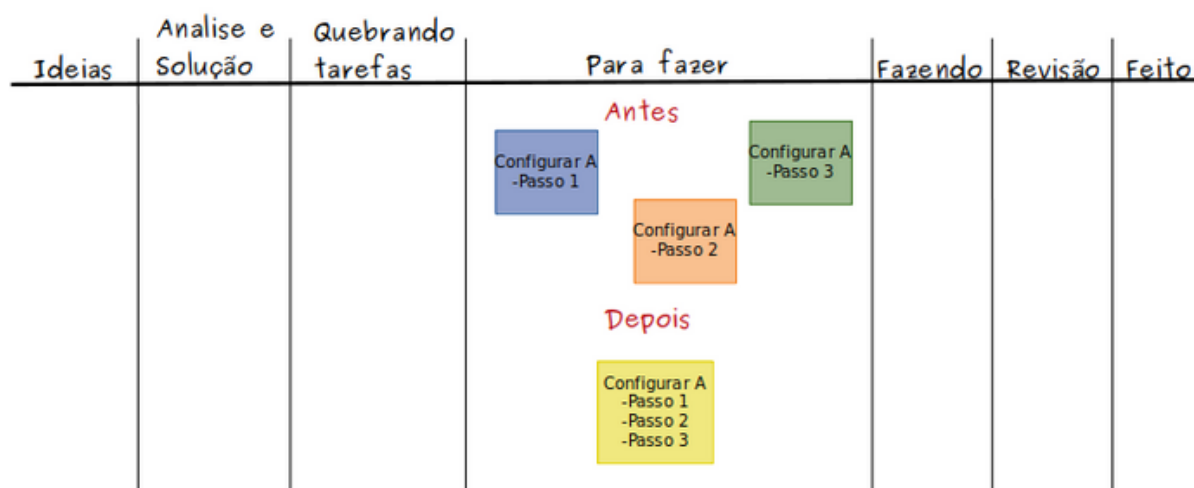 Ideias
Analise e
Solução
Quebrando
tarefas
Para fazer
Fazendo
Revisão
Feito
Antes
Configurar A
-Passo 1
Configurar A
-Passo 2
Configurar A
-Passo 3
Depois
Configurar A
-Passo 1
-Passo 2
-Passo 3